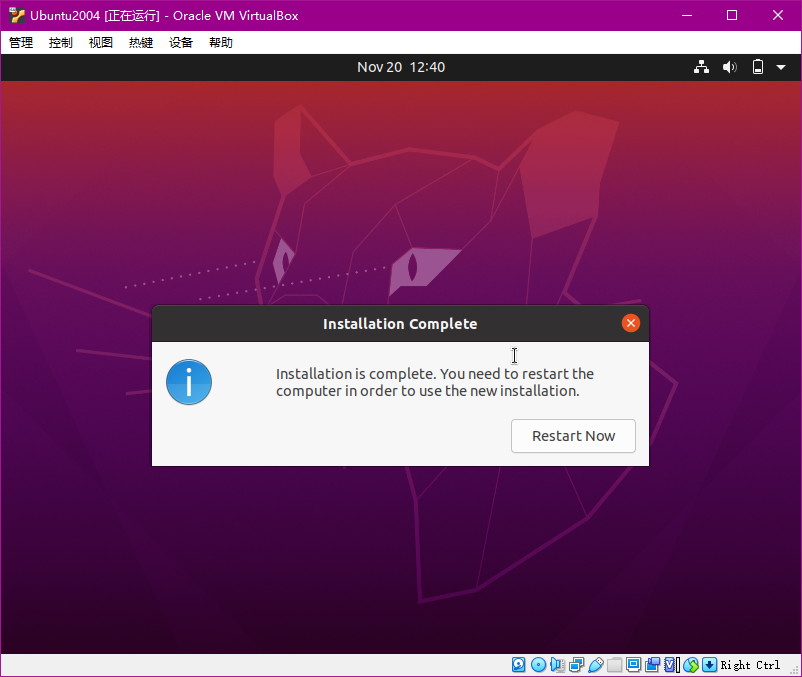 Ubuntu2004 [正在运行] - Oracle VM VirtualBox
管理 控制 视图 热键 设备 帮助
Nov 20 12:40
Installation Complete
Installation is complete. You need to restart the
computer in order to use the new installation.
Restart Now
Right Ctrl